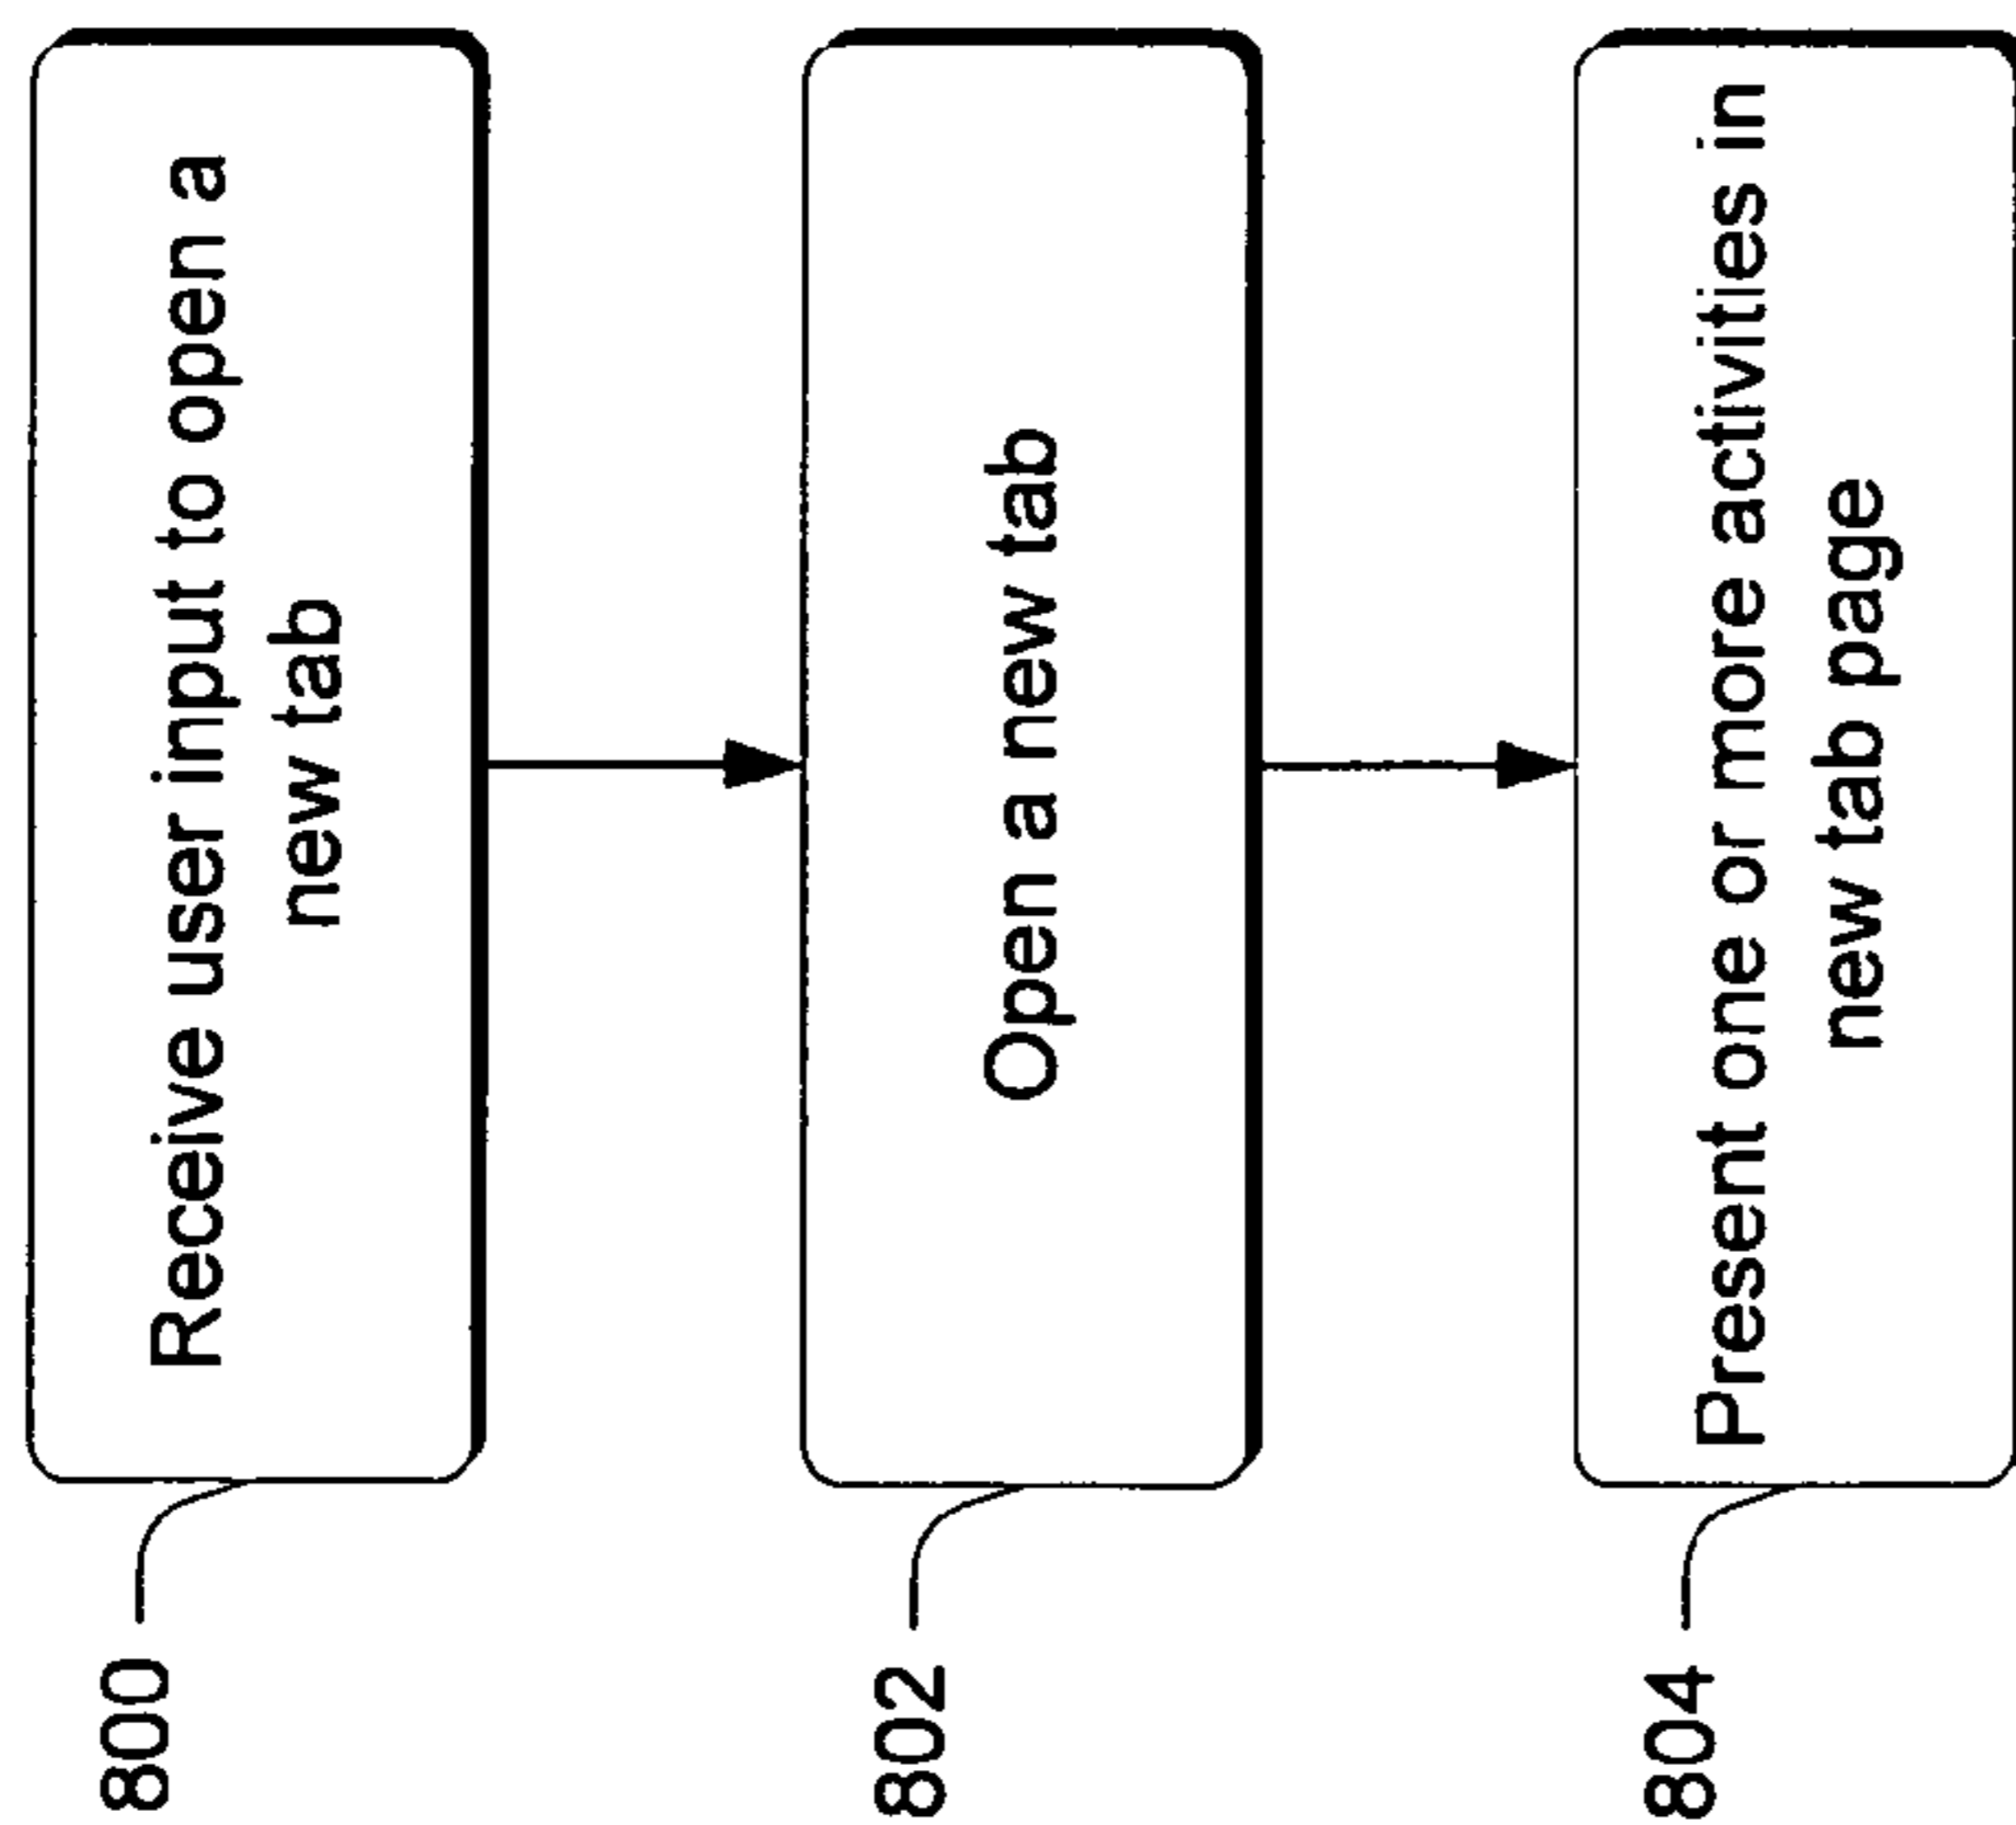 800
Receive user input to open a
new tab
802
Open a new tab
804
Present one or more activities in
new tab page